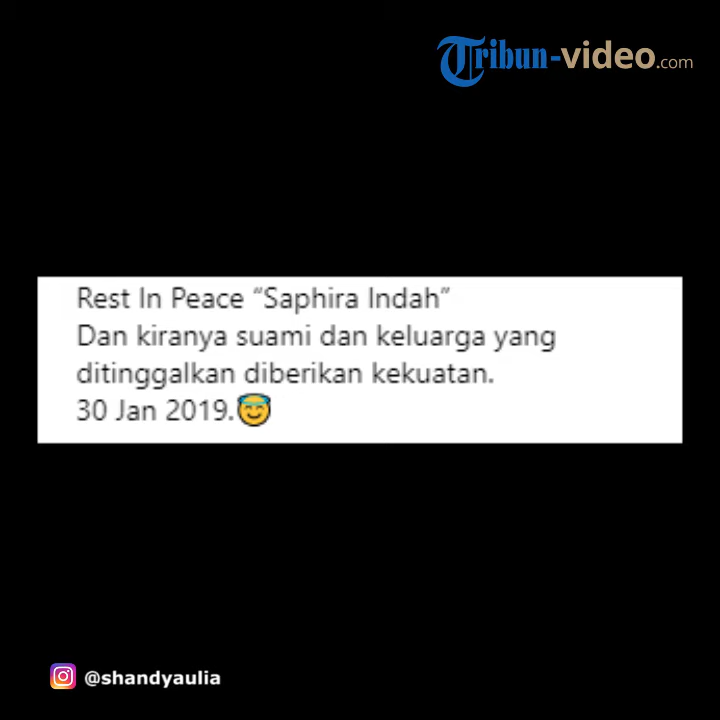 Tribun-video.com
Rest In Peace “Saphira Indah”
Dan kiranya suami dan keluarga yang
ditinggalkan diberikan kekuatan.
30 Jan 2019.😇
@shandyaulia